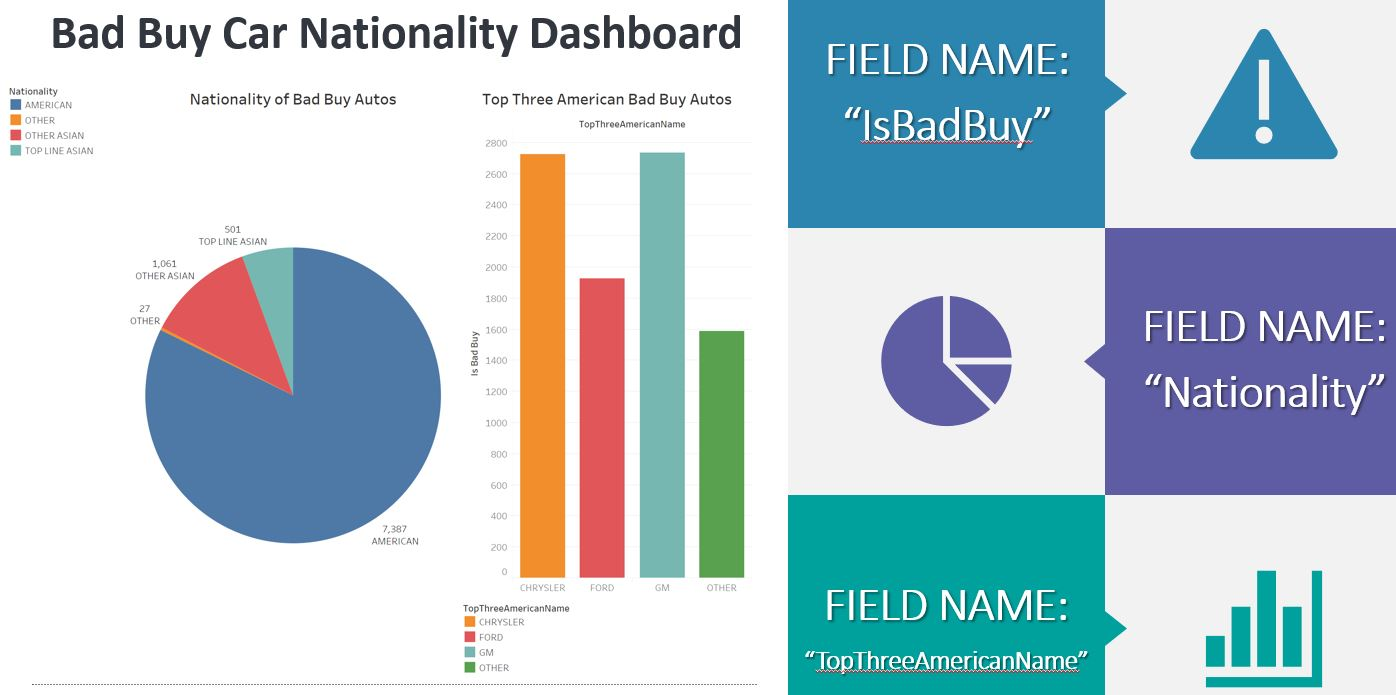 Bad Buy Car Nationality Dashboard
Nationality
AMERICAN
OTHER
OTHER ASIAN
TOP LINE ASIAN
Nationality of Bad Buy Autos
501
TOP LINE ASIAN
1,061
OTHER ASIAN
27
OTHER
7,387
AMERICAN
Top Three American Bad Buy Autos
TopThreeAmericanName
2800
2600
2400
2200
2000
1800
1600
1400
1200
1000
800
600
400
200
0
Is Bad Buy
CHRYSLER
FORD
GM
OTHER
TopThreeAmericanName
CHRYSLER
FORD
GM
OTHER
FIELD NAME:
“IsBadBuy”
FIELD NAME:
“Nationality”
FIELD NAME:
“TopThreeAmericanName”